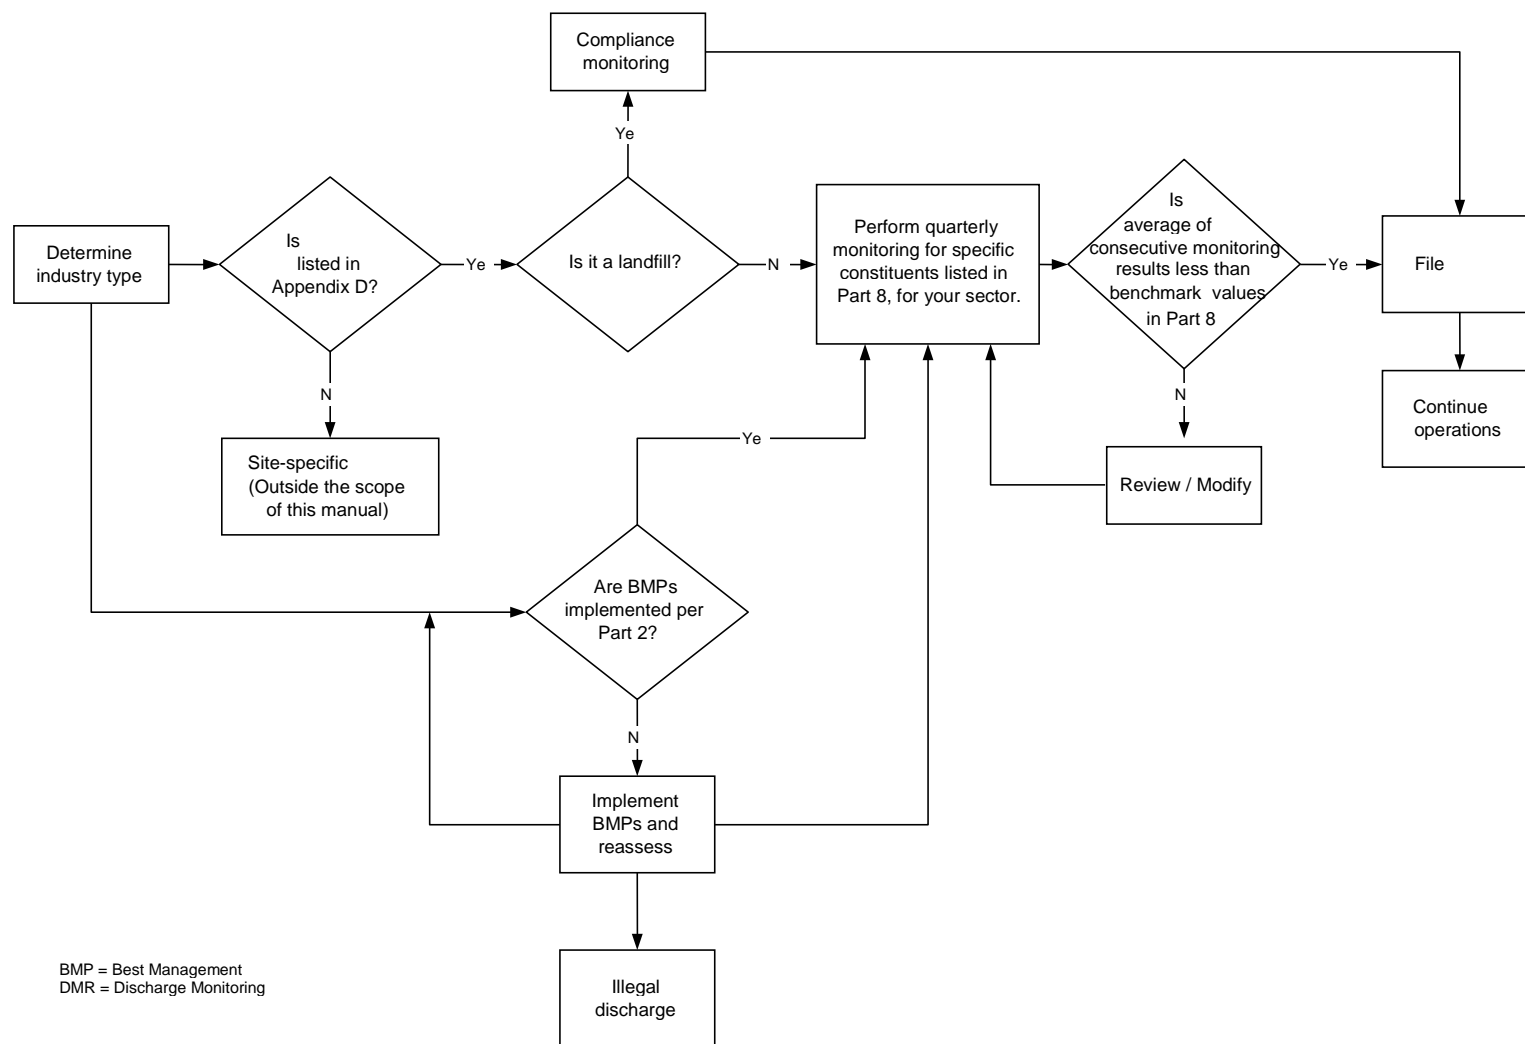 Compliance
monitoring
Ye
Determine
industry type
Is
listed in
Appendix D?
Ye
Is it a landfill?
N
Perform quarterly
monitoring for specific
constituents listed in
Part 8, for your sector.
Is
average of
consecutive monitoring
results less than
benchmark values
in Part 8
Ye
File
N
N
Continue
operations
Site-specific
(Outside the scope
of this manual)
Ye
Review / Modify
Are BMPs
implemented per
Part 2?
N
Implement
BMPs and
reassess
Illegal
discharge
BMP = Best Management
DMR = Discharge Monitoring